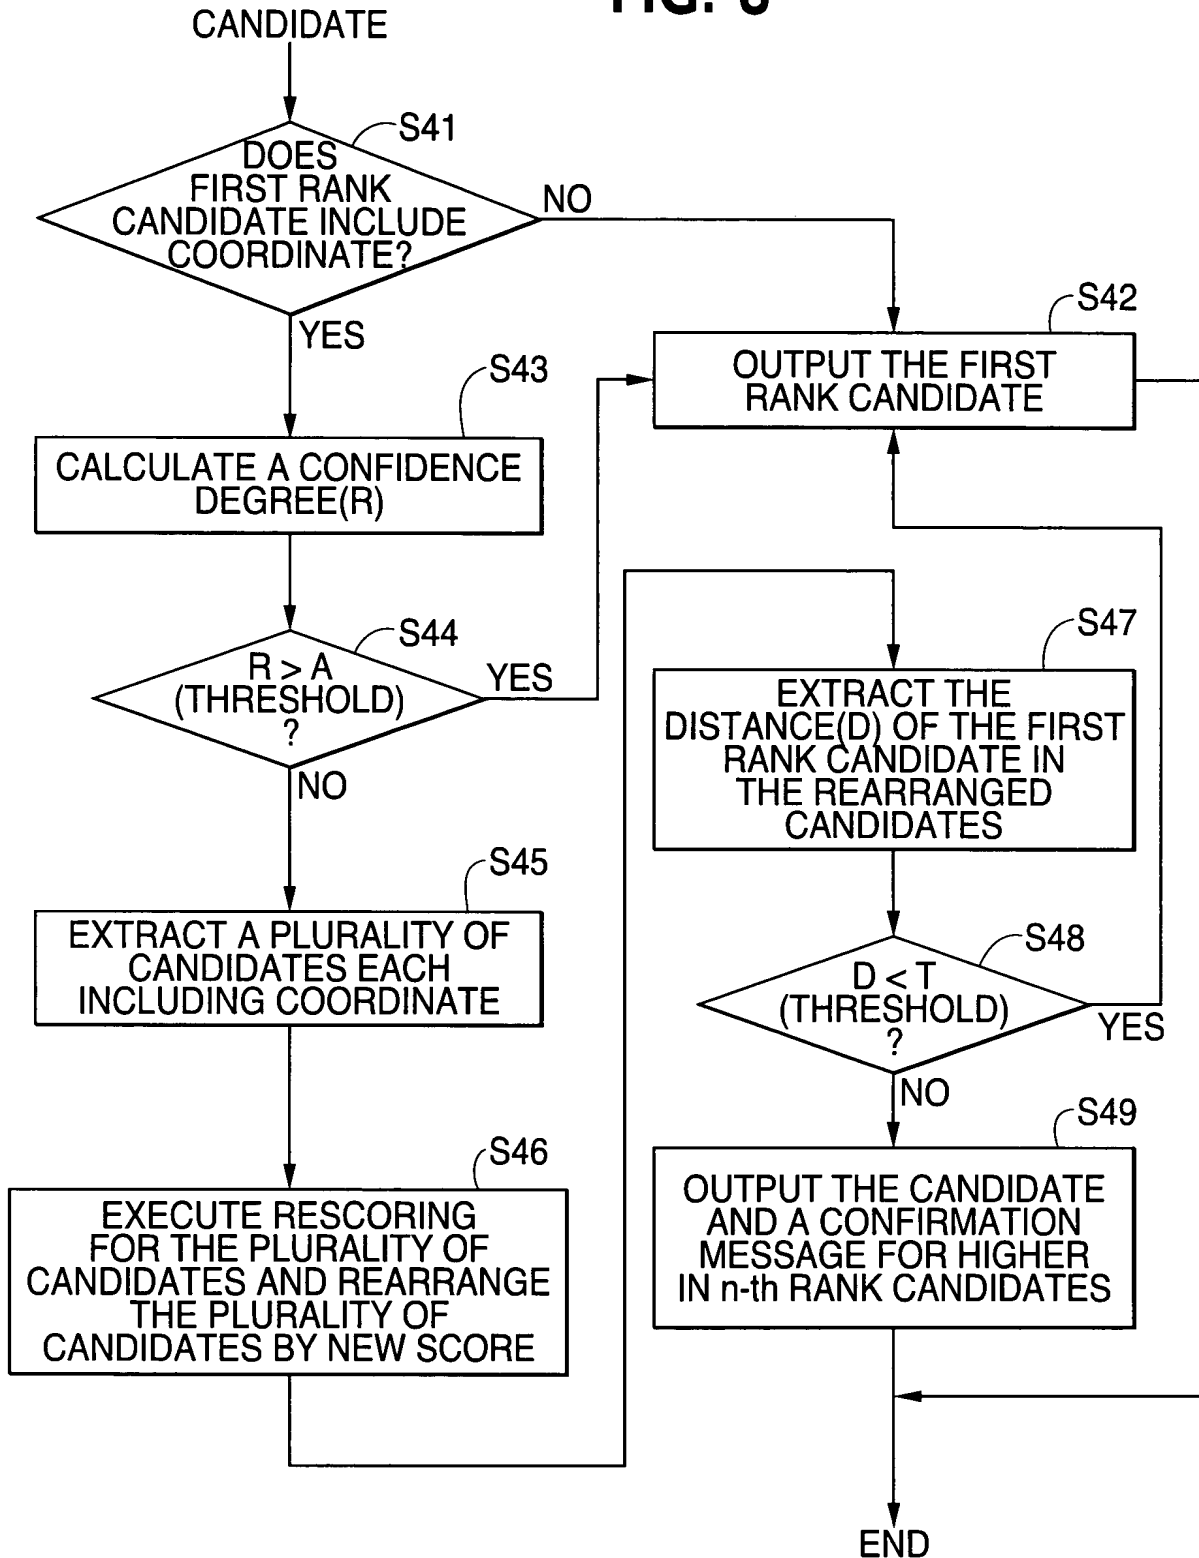 CANDIDATE
S41
DOES
FIRST RANK
CANDIDATE INCLUDE
COORDINATE?
NO
YES
S42
OUTPUT THE FIRST
RANK CANDIDATE
S43
CALCULATE A CONFIDENCE
DEGREE(R)
S44
R > A
(THRESHOLD)
?
YES
NO
S45
EXTRACT A PLURALITY OF
CANDIDATES EACH
INCLUDING COORDINATE
S46
EXECUTE RESCORING
FOR THE PLURALITY OF
CANDIDATES AND REARRANGE
THE PLURALITY OF
CANDIDATES BY NEW SCORE
S47
EXTRACT THE
DISTANCE(D) OF THE FIRST
RANK CANDIDATE IN
THE REARRANGED
CANDIDATES
S48
D < T
(THRESHOLD)
?
YES
NO
S49
OUTPUT THE CANDIDATE
AND A CONFIRMATION
MESSAGE FOR HIGHER
IN n-th RANK CANDIDATES
END